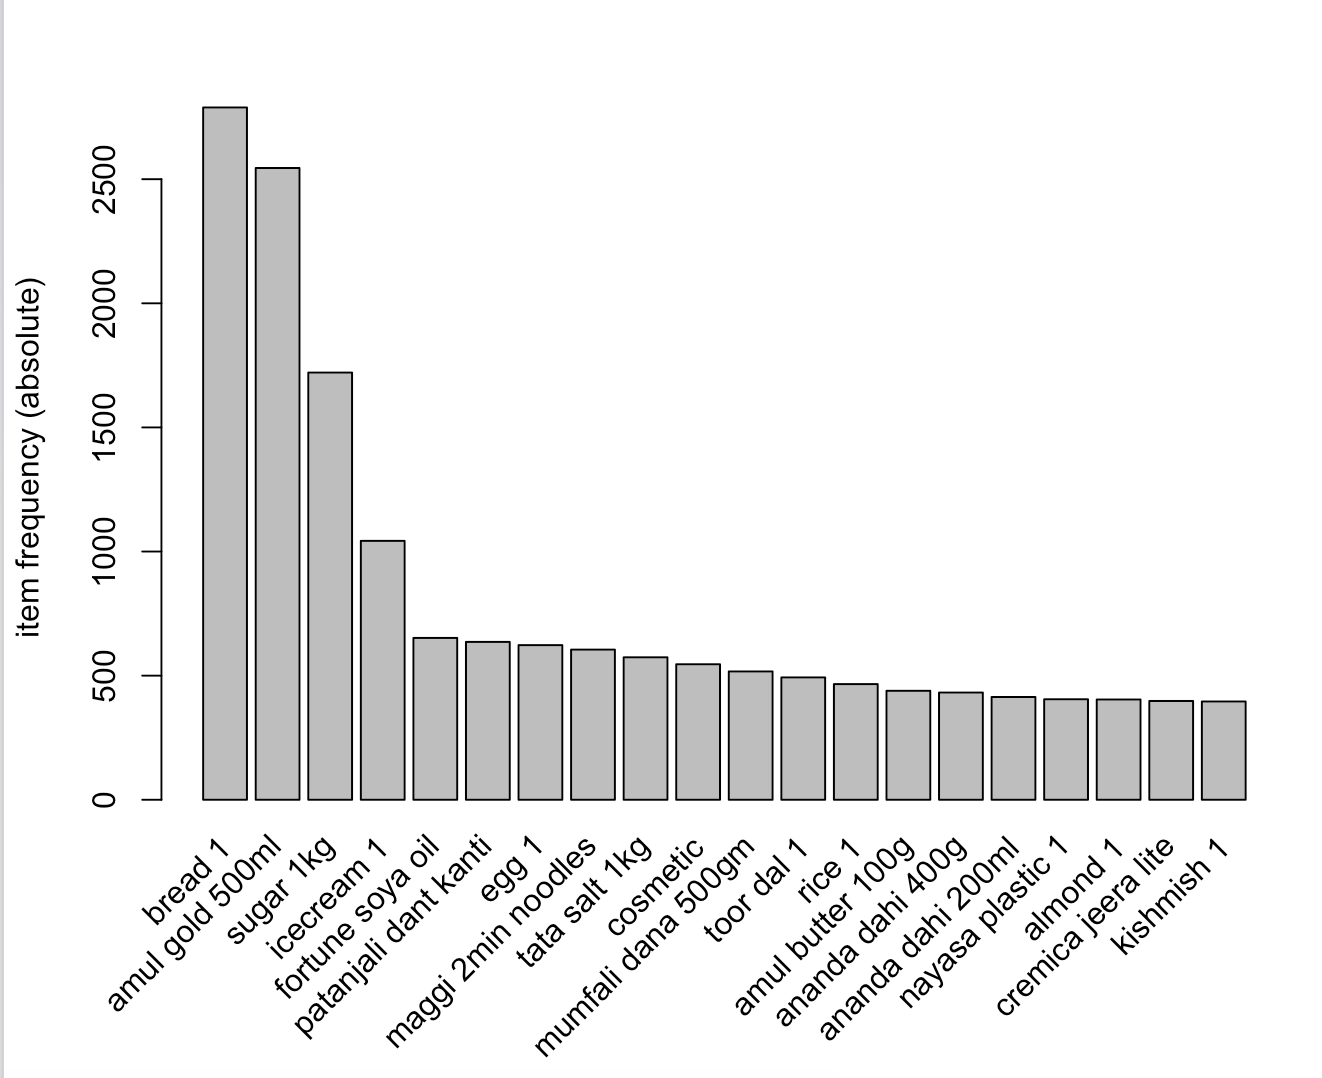 item frequency (absolute)
2500
2000
1500
1000
500
0
bread 1
amul gold 500ml
sugar 1kg
icecream 1
fortune soya oil
patanjali dant kanti
egg 1
maggi 2min noodles
tata salt 1kg
cosmetic
mumfali dana 500gm
toor dal 1
rice 1
amul butter 100g
ananda dahi 400g
ananda dahi 200ml
nayasa plastic 1
almond 1
cremica jeera lite
kishmish 1